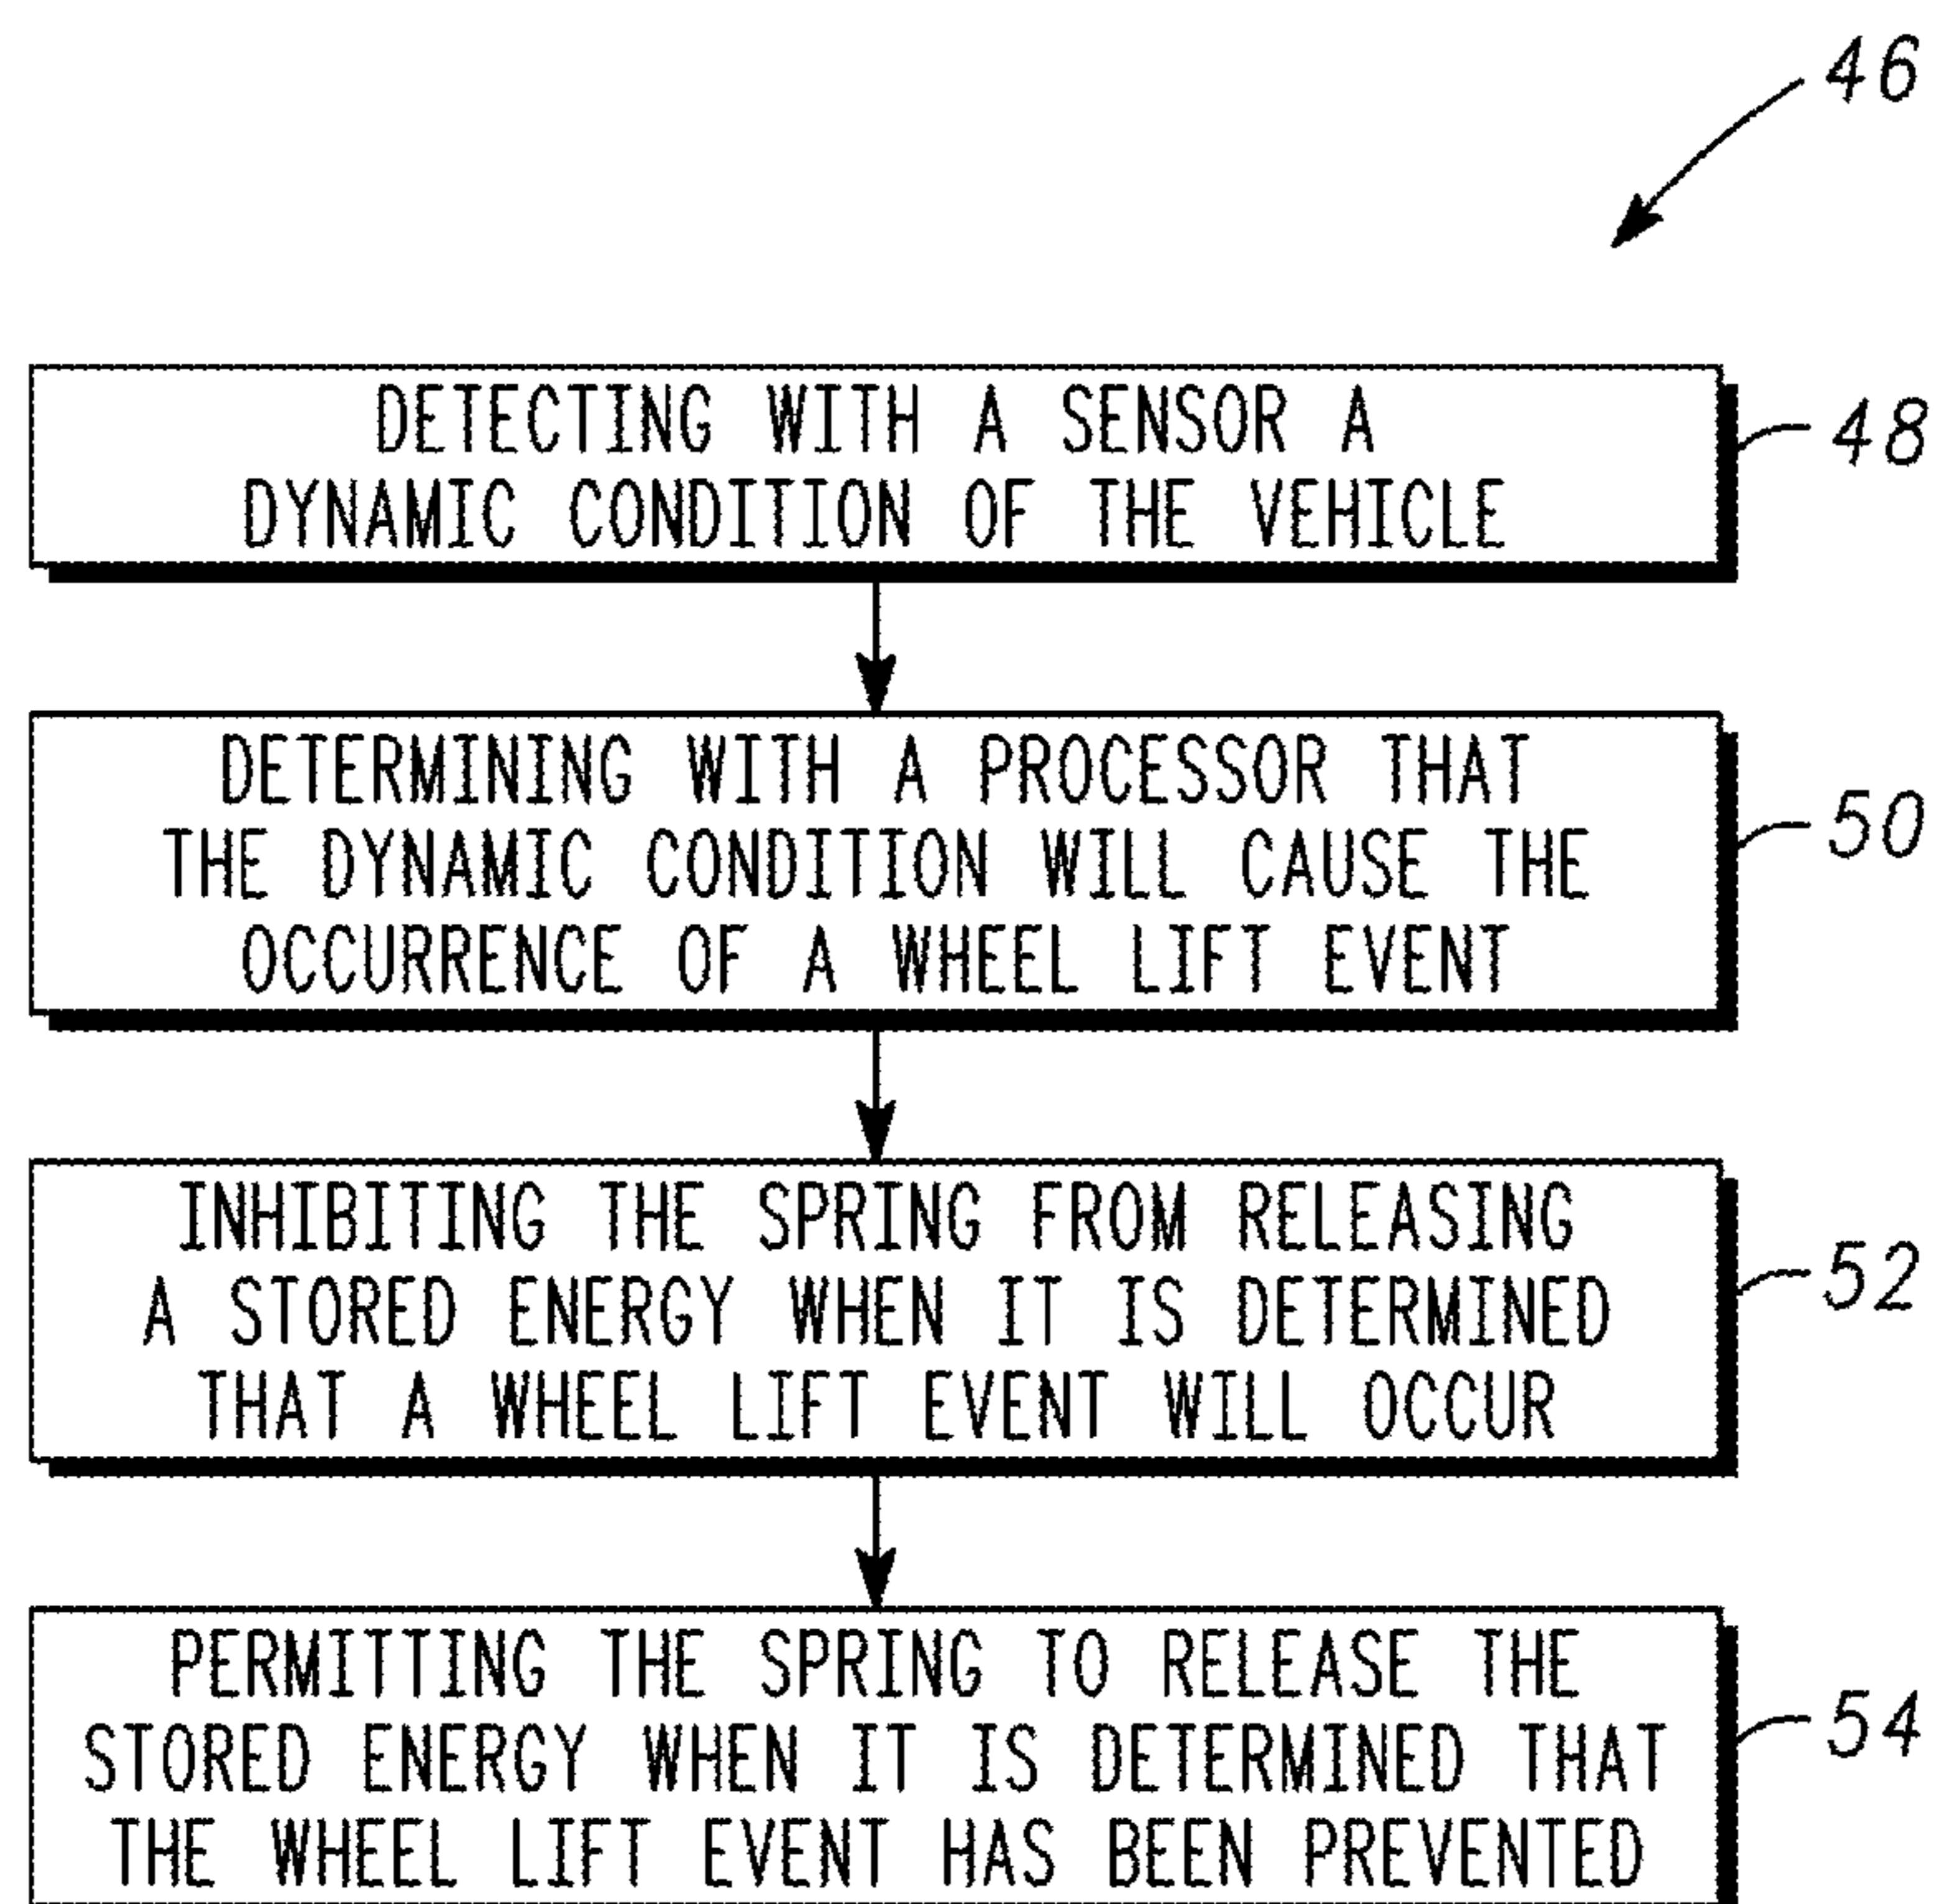 46
DETECTING WITH A SENSOR A
DYNAMIC CONDITION OF THE VEHICLE
48
DETERMINING WITH A PROCESSOR THAT
THE DYNAMIC CONDITION WILL CAUSE THE
OCCURRENCE OF A WHEEL LIFT EVENT
50
INHIBITING THE SPRING FROM RELEASING
A STORED ENERGY WHEN IT IS DETERMINED
THAT A WHEEL LIFT EVENT WILL OCCUR
52
PERMITTING THE SPRING TO RELEASE THE
STORED ENERGY WHEN IT IS DETERMINED THAT
THE WHEEL LIFT EVENT HAS BEEN PREVENTED
54